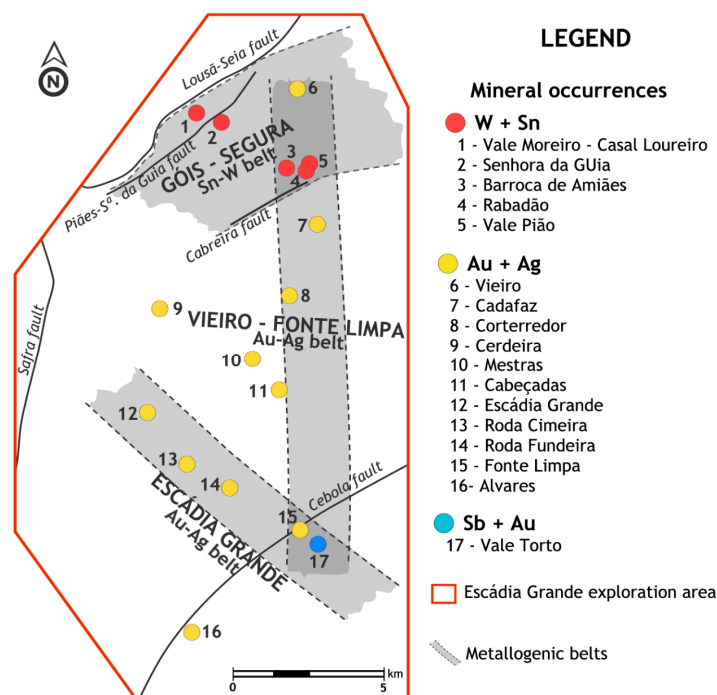 N
Lousã-Seia fault
6
1
2
Piães-Sª. da Guia fault
GÓIS - SEGURA
Sn-W belt
3
5
4
Cabreira fault
7
Safra fault
9
8
VIEIRO - FONTE LIMPA
Au-Ag belt
10
11
12
13
14
ESCÁDIA GRANDE
Au-Ag belt
Cebola fault
15
17
16
0
5
km
LEGEND
Mineral occurrences
W + Sn
1 - Vale Moreiro - Casal Loureiro
2 - Senhora da GUia
3 - Barroca de Amiães
4 - Rabadão
5 - Vale Pião
Au + Ag
6 - Vieiro
7 - Cadafaz
8 - Corterredor
9 - Cerdeira
10 - Mestras
11 - Cabeçadas
12 - Escádia Grande
13 - Roda Cimeira
14 - Roda Fundeira
15 - Fonte Limpa
16- Alvares
Sb + Au
17 - Vale Torto
Escádia Grande exploration area
Metallogenic belts